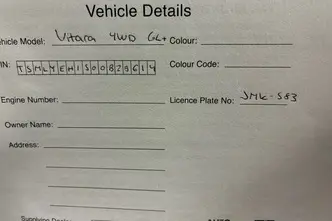 Vehicle Details
ehicle Model: Vitara 4WD GL+ Colour:
IN: TSMLYEH1S00823614 Colour Code:
Engine Number: Licence Plate No: JMK-583
Owner Name:
Address: